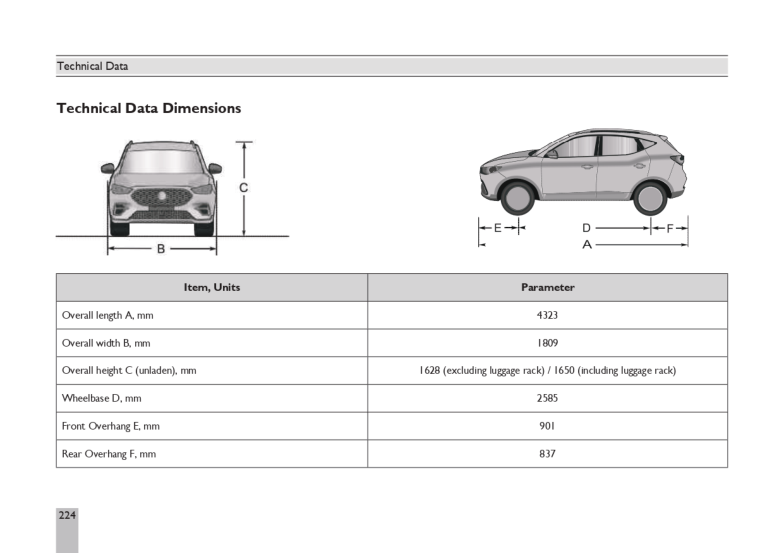 Technical Data
Technical Data Dimensions
C
B
E
D
F
A
Item, Units
Parameter
Overall length A, mm
4323
Overall width B, mm
1809
Overall height C (unladen), mm
1628 (excluding luggage rack) / 1650 (including luggage rack)
Wheelbase D, mm
2585
Front Overhang E, mm
901
Rear Overhang F, mm
837
224